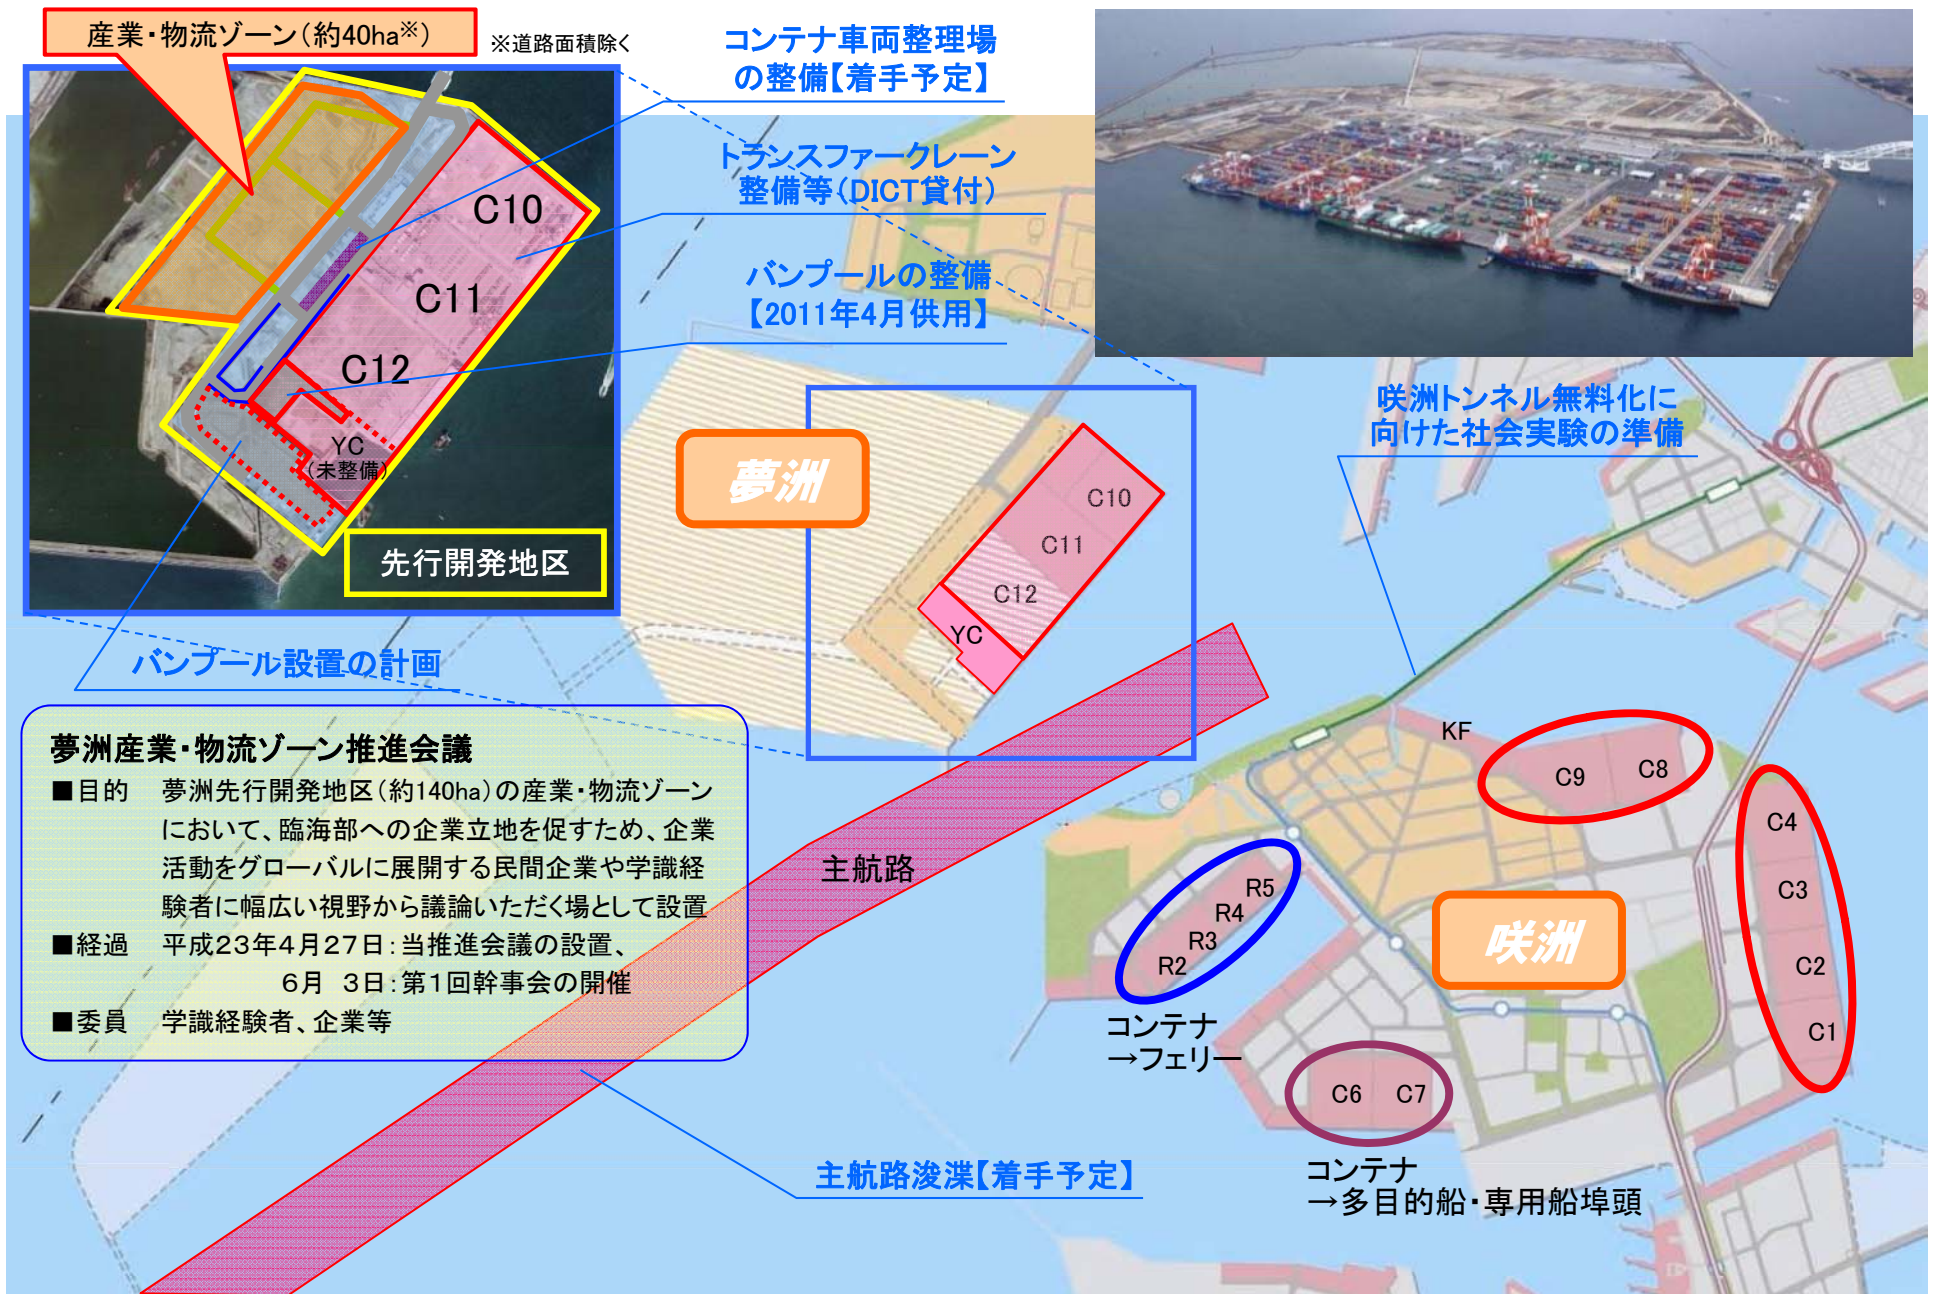 産業・物流ゾーン（約40ha※）
※道路面積除く
コンテナ車両整理場
の整備【着手予定】
トランスファークレーン
整備等（DICT貸付）
バンプールの整備
【2011年4月供用】
C10
C11
C12
YC
（未整備）
先行開発地区
バンプール設置の計画
咲洲トンネル無料化に
向けた社会実験の準備
夢洲
C10
C11
C12
YC
夢洲産業・物流ゾーン推進会議
■目的　夢洲先行開発地区（約140ha）の産業・物流ゾーン
において、臨海部への企業立地を促すため、企業
活動をグローバルに展開する民間企業や学識経
験者に幅広い視野から議論いただく場として設置
■経過　平成２３年４月２７日：当推進会議の設置、
６月　３日：第１回幹事会の開催
■委員　学識経験者、企業等
主航路
KF
C9
C8
C4
C3
C2
C1
R5
R4
R3
R2
咲洲
コンテナ
→フェリー
C6
C7
コンテナ
→多目的船・専用船埠頭
主航路浚渫【着手予定】